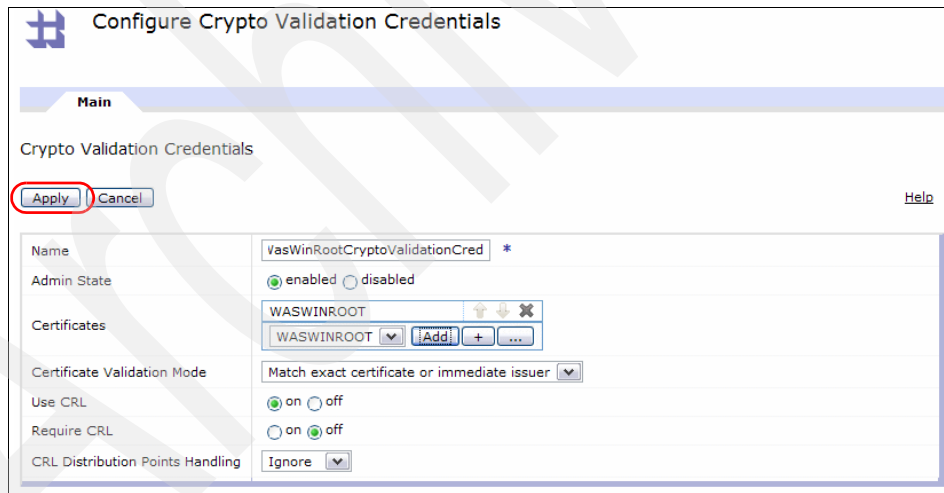 Configure Crypto Validation Credentials
Main
Crypto Validation Credentials
Apply Cancel Help
Name VasWinRootCryptoValidationCred *
Admin State enabled disabled
Certificates WASWINROOT
WASWINROOT Add + ...
Certificate Validation Mode Match exact certificate or immediate issuer
Use CRL on off
Require CRL on off
CRL Distribution Points Handling Ignore